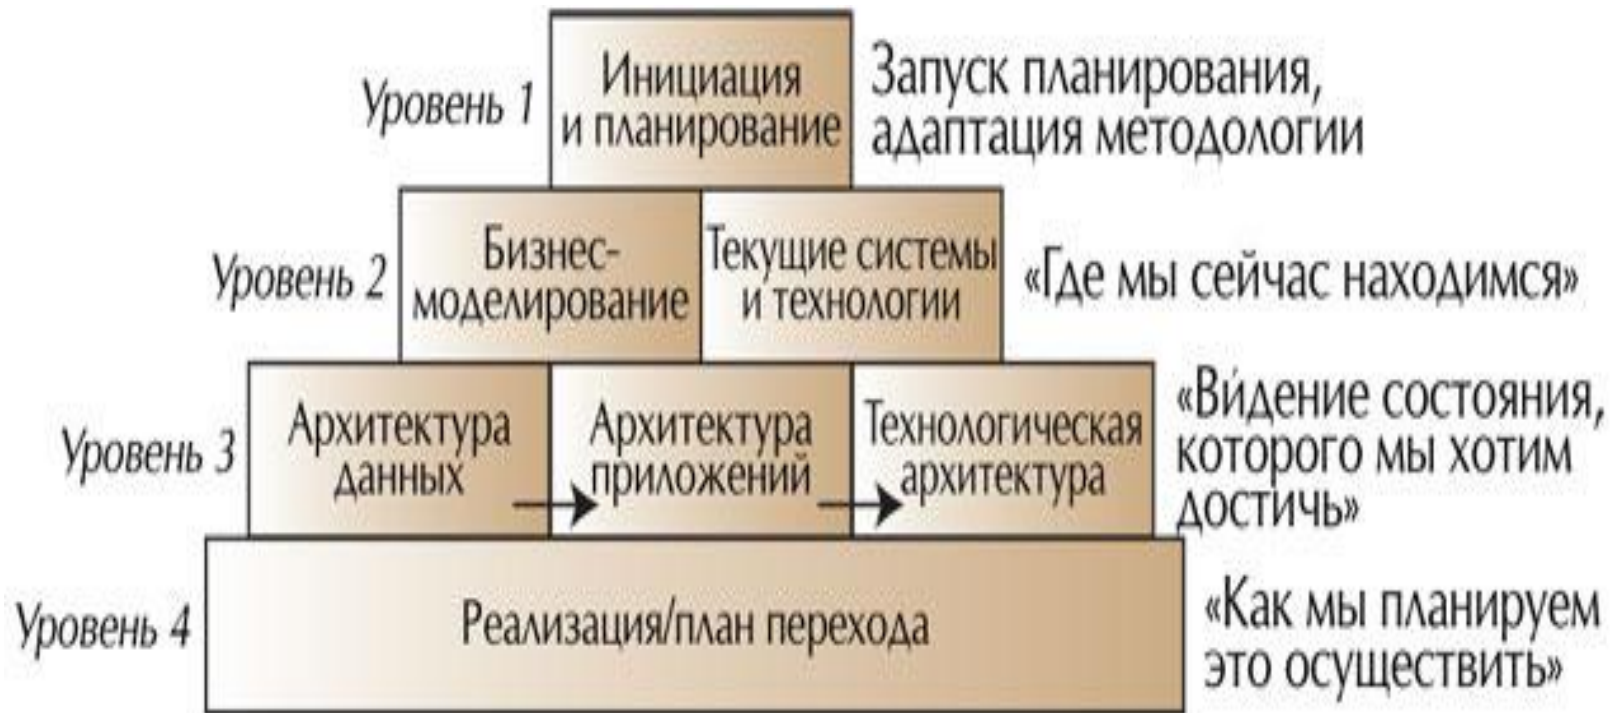 Уровень 1
Инициация
и планирование
Запуск планирования,
адаптация методологии
Уровень 2
Бизнес-
моделирование
Текущие системы
и технологии
«Где мы сейчас находимся»
Уровень 3
Архитектура
данных
Архитектура
приложений
Технологическая
архитектура
«Ви́дение состояния,
которого мы хотим
достичь»
Уровень 4
Реализация/план перехода
«Как мы планируем
это осуществить»